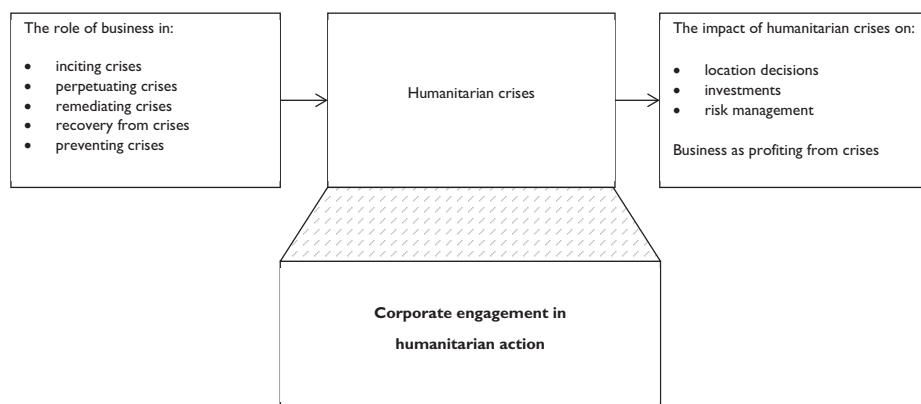 The role of business in:
• inciting crises
• perpetuating crises
• remediating crises
• recovery from crises
• preventing crises
Humanitarian crises
The impact of humanitarian crises on:
• location decisions
• investments
• risk management
Business as profiting from crises
Corporate engagement in
humanitarian action